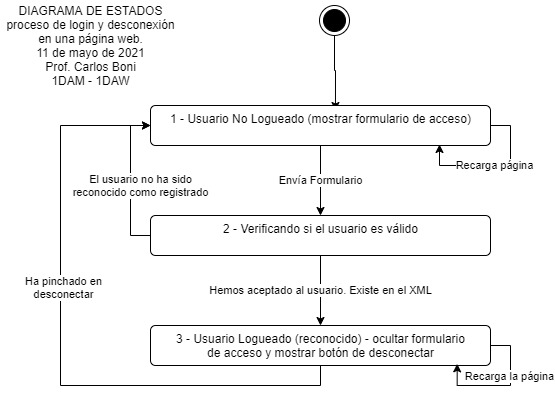 DIAGRAMA DE ESTADOS
proceso de login y desconexión
en una página web.
11 de mayo de 2021
Prof. Carlos Boni
1DAM - 1DAW
1 - Usuario No Logueado (mostrar formulario de acceso)
Recarga página
El usuario no ha sido
reconocido como registrado
Envía Formulario
2 - Verificando si el usuario es válido
Ha pinchado en
desconectar
Hemos aceptado al usuario. Existe en el XML
3 - Usuario Logueado (reconocido) - ocultar formulario
de acceso y mostrar botón de desconectar
Recarga la página